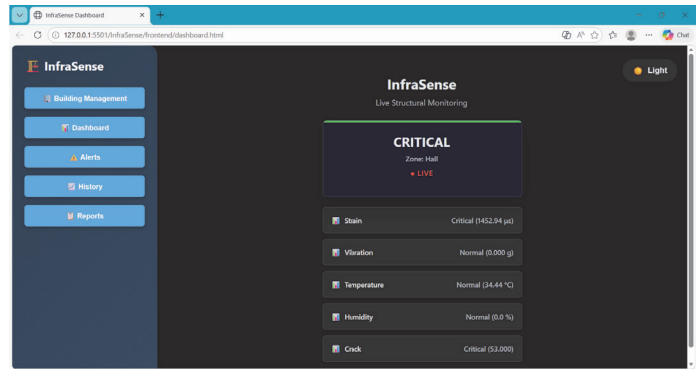 InfraSense Dashboard
127.0.0.1:5501/InfraSense/frontend/dashboard.html
Chat
InfraSense
Building Management
Dashboard
Alerts
History
Reports
Light
InfraSense
Live Structural Monitoring
CRITICAL
Zone: Hall
LIVE
Strain Critical (1452.94 µε)
Vibration Normal (0.000 g)
Temperature Normal (34.44 °C)
Humidity Normal (0.0 %)
Crack Critical (53.000)